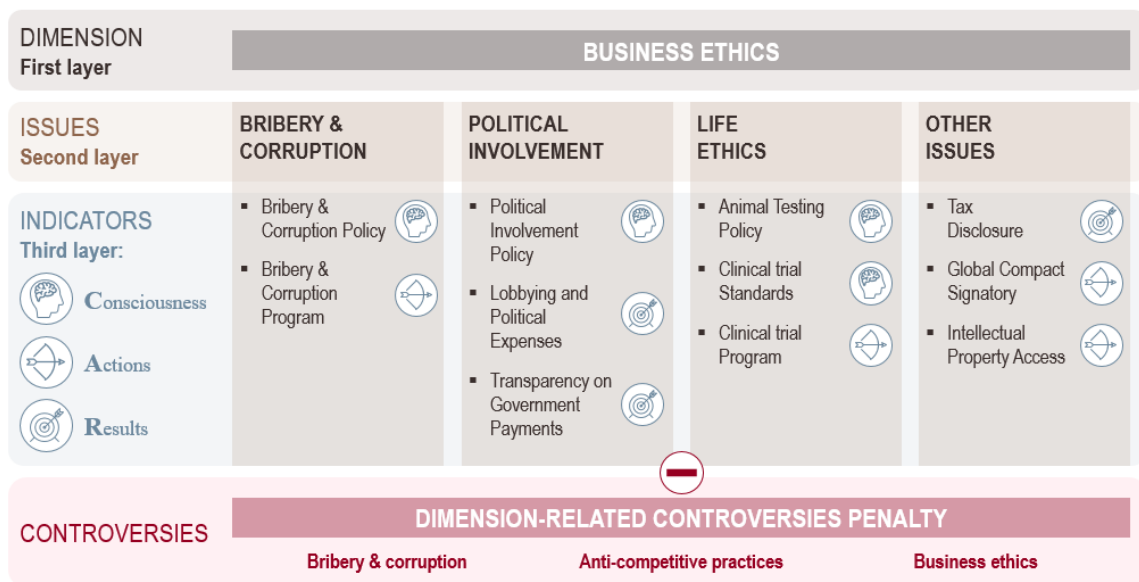 DIMENSION
First layer
BUSINESS ETHICS
ISSUES
Second layer
BRIBERY &
CORRUPTION
POLITICAL
INVOLVEMENT
LIFE
ETHICS
OTHER
ISSUES
INDICATORS
Third layer:
Consciousness
Actions
Results
▪ Bribery &
Corruption Policy
▪ Bribery &
Corruption
Program
▪ Political
Involvement
Policy
▪ Lobbying and
Political
Expenses
▪ Transparency on
Government
Payments
▪ Animal Testing
Policy
▪ Clinical trial
Standards
▪ Clinical trial
Program
▪ Tax
Disclosure
▪ Global Compact
Signatory
▪ Intellectual
Property Access
CONTROVERSIES
DIMENSION-RELATED CONTROVERSIES PENALTY
Bribery & corruption
Anti-competitive practices
Business ethics